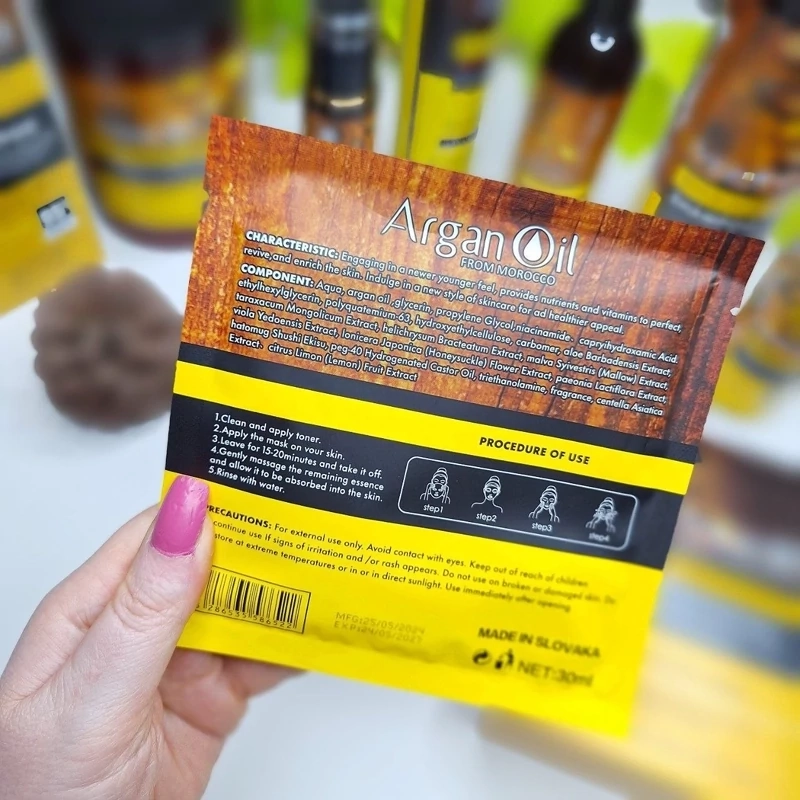 Argan Oil
FROM MOROCCO
CHARACTERISTIC: Engaging in a newer younger feel, provides nutrients and vitamins to perfect,
revive,and enrich the skin. Indulge in a new style of skincare for ad healthier appeal.
COMPONENT: Aqua, argan oil ,glycerin, propylene Glycol,niacinamide. capryihydroxamic Acid.
ethylhexylglycerin, polyquatemium-63, hydroxyethylcellulose, carbomer, aloe Barbadensis Extract,
taraxacum Mongolicum Extract, helichrysum Bracteatum Extract, malva Syivestris (Mallow) Extract,
viola Yedoensis Extract, lonicera Japonica (Honeysuckle) Flower Extract, paeonia Lactiflora Extract,
hatomug Shushi Ekisu, peg-40 Hydrogenated Castor Oil, triethanolamine, fragrance, centella Asiatica
Extract. citrus Limon (Lemon) Fruit Extract
PROCEDURE OF USE
1.Clean and apply toner.
2.Apply the mask on your skin.
3.Leave for 15-20minutes and take it off.
4.Gently massage the remaining essence
and allow it to be absorbed into the skin.
5.Rinse with water.
step1 step2 step3 step4
PRECAUTIONS: For external use only. Avoid contact with eyes. Keep out of reach of children
continue use if signs of irritation and /or rash appears. Do not use on broken or damaged skin. Do
store at extreme temperatures or in or in direct sunlight. Use immediately after opening
MFG:25/05/2024
EXP:24/05/2027
MADE IN SLOVAKA
NET:30ml